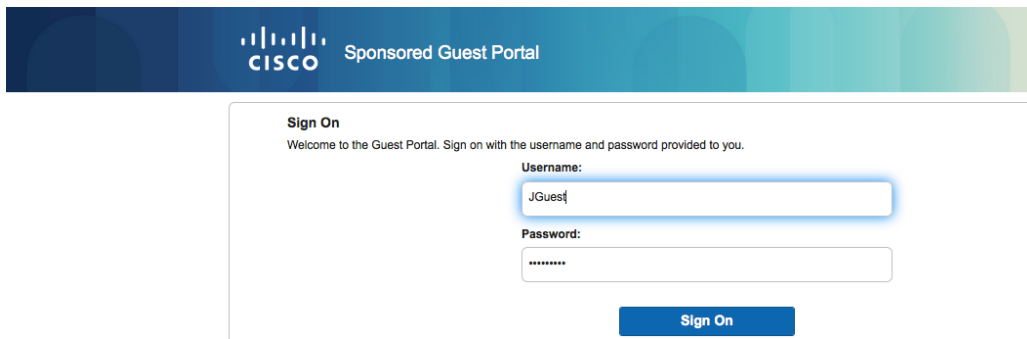 CISCO
Sponsored Guest Portal
Sign On
Welcome to the Guest Portal. Sign on with the username and password provided to you.
Username:
JGuest
Password:
•••••••••
Sign On